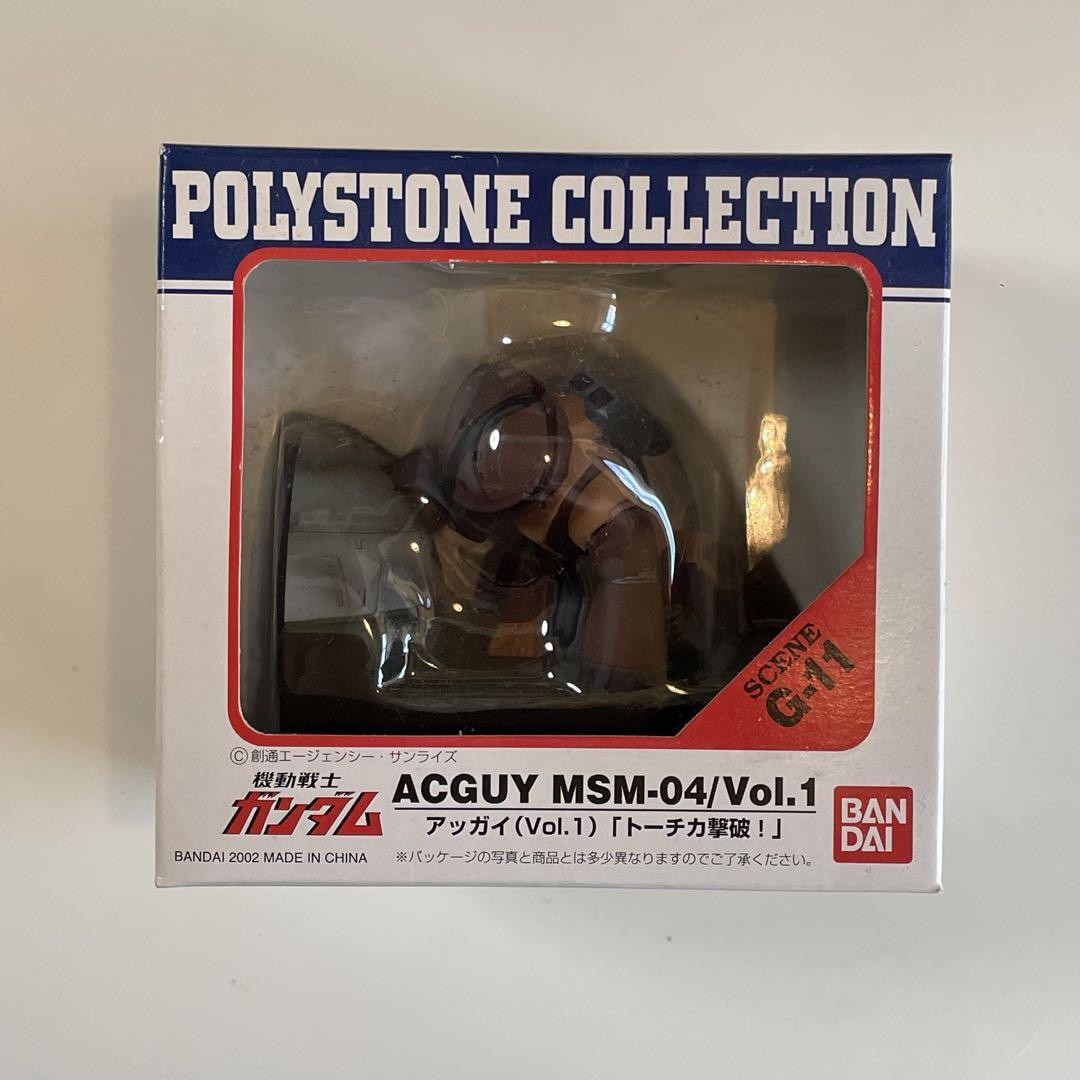 POLYSTONE COLLECTION
SCENE
G-11
©創通エージェンシー・サンライズ
機動戦士
ガンダム
ACGUY MSM-04/Vol.1
アッガイ(Vol.1)「トーチカ撃破!」
BAN
DAI
BANDAI 2002 MADE IN CHINA
※パッケージの写真と商品とは多少異なりますのでご了承ください。